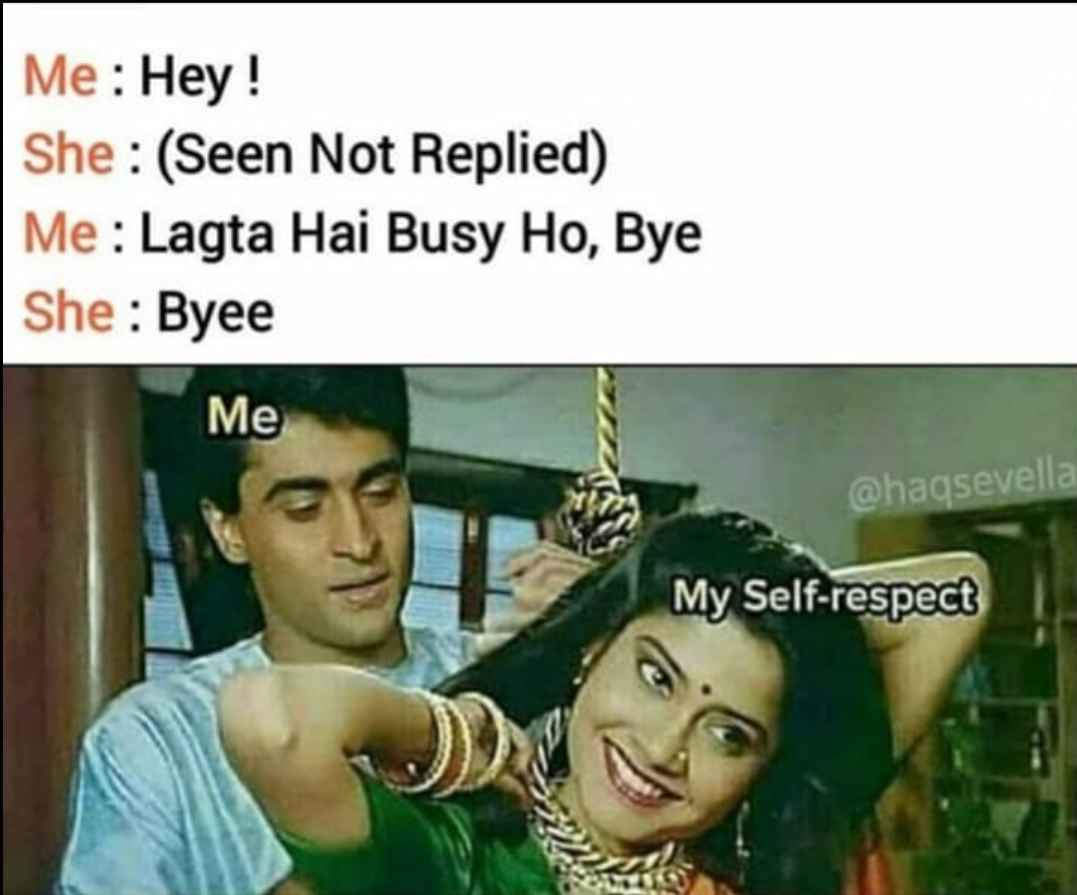 Me : Hey !
She : (Seen Not Replied)
Me : Lagta Hai Busy Ho, Bye
She : Byee
Me
@haqsevella
My Self-respect